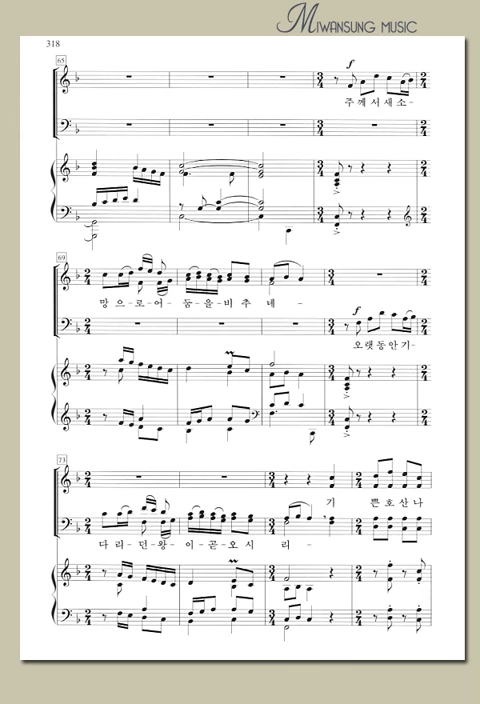 MIWANSUNG MUSIC
318
65
f
주께서새소-
69
망으로-어-둠-을-비추 네-
f
오랫동안기-
73
기 쁜호산나
다리-던-왕-이-곧-오시 리-